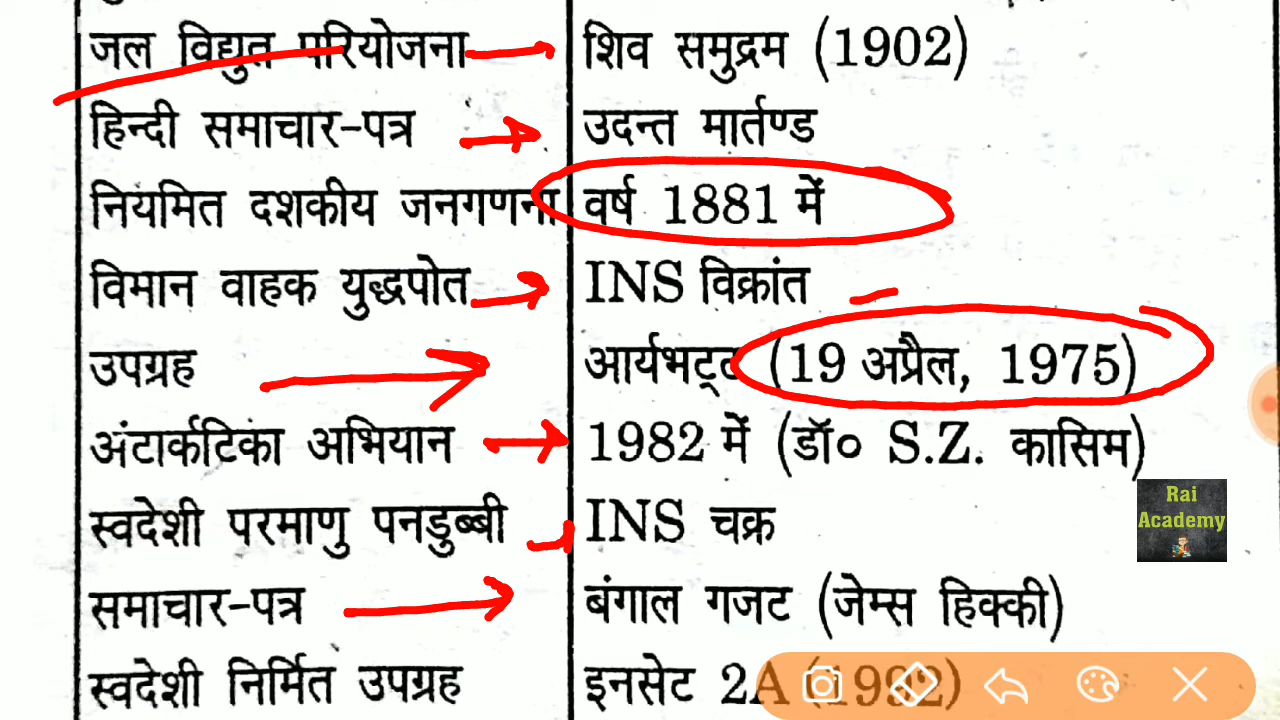 जल विद्युत परियोजना शिव समुद्रम (1902)
हिन्दी समाचार-पत्र उदन्त मार्तण्ड
नियमित दशकीय जनगणना वर्ष 1881 में
विमान वाहक युद्धपोत INS विक्रांत
उपग्रह आर्यभट्ट (19 अप्रैल, 1975)
अंटार्कटिका अभियान 1982 में (डॉ० S.Z. कासिम)
स्वदेशी परमाणु पनडुब्बी INS चक्र
Rai
Academy
समाचार-पत्र बंगाल गजट (जेम्स हिक्की)
स्वदेशी निर्मित उपग्रह इनसेट 2A (1992)